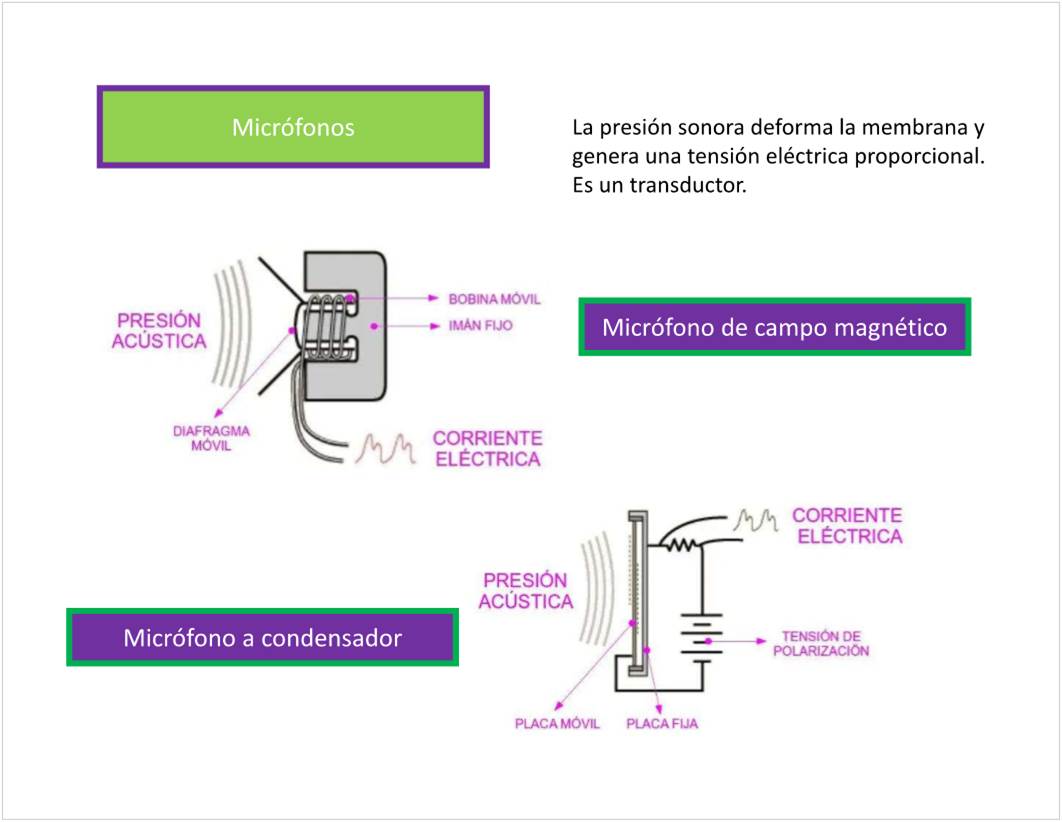 Micrófonos
La presión sonora deforma la membrana y
genera una tensión eléctrica proporcional.
Es un transductor.
PRESIÓN
ACÚSTICA
BOBINA MÓVIL
IMÁN FIJO
DIAFRAGMA
MÓVIL
CORRIENTE
ELÉCTRICA
Micrófono de campo magnético
Micrófono a condensador
PRESIÓN
ACÚSTICA
CORRIENTE
ELÉCTRICA
TENSIÓN DE
POLARIZACIÓN
PLACA MÓVIL
PLACA FIJA